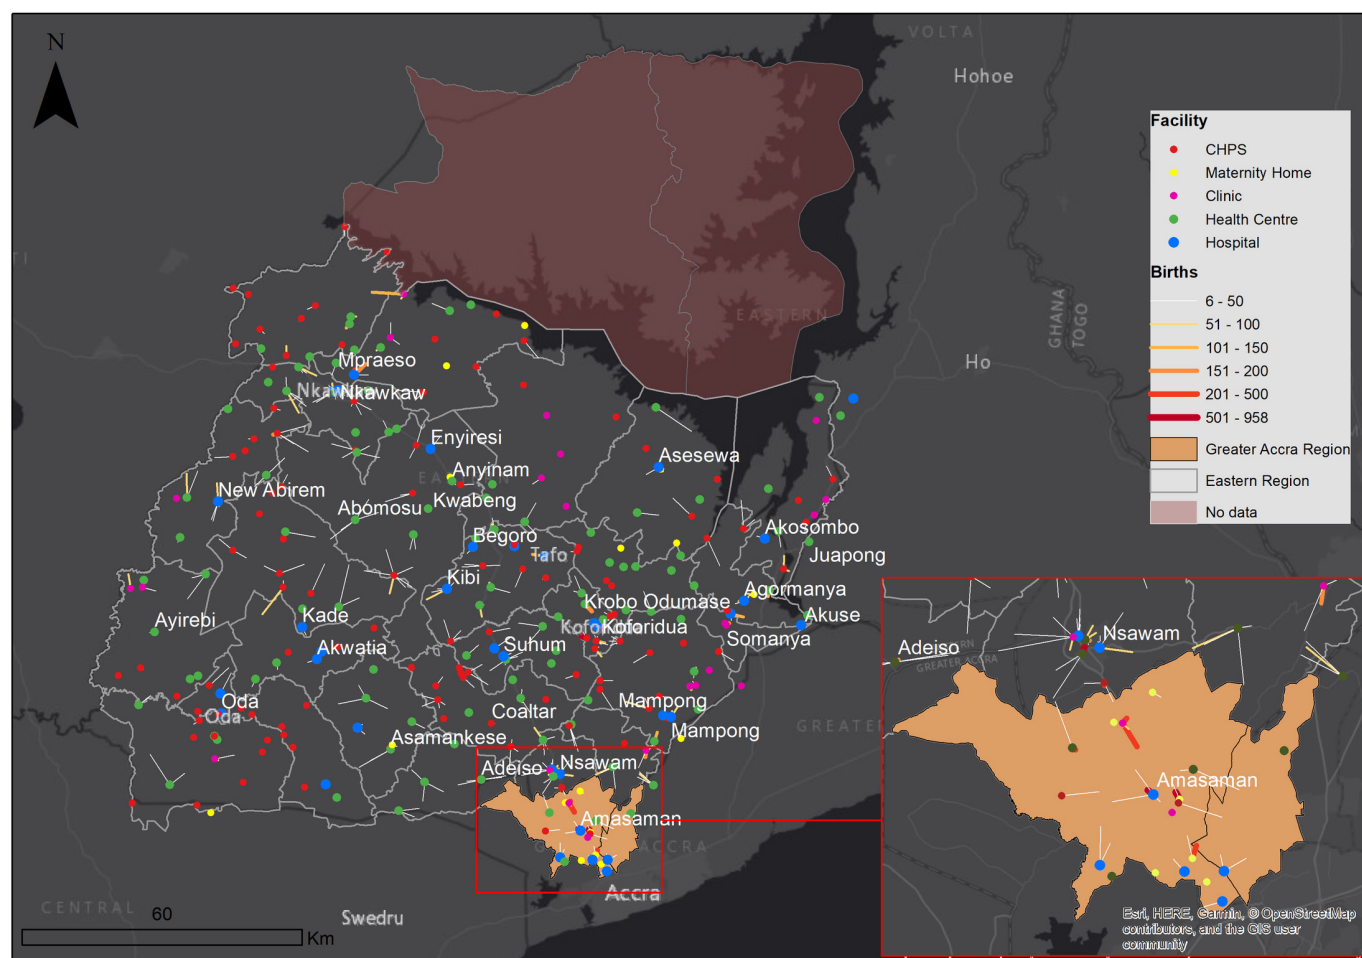 N
VOLTA
Hohoe
Facility
CHPS
Maternity Home
Clinic
Health Centre
Hospital
Births
6 - 50
51 - 100
101 - 150
151 - 200
201 - 500
501 - 958
Greater Accra Region
Eastern Region
No data
GHANA
TOGO
EASTERN
Ho
Mpraeso
Nkawkaw
Enyiresi
Asesewa
Anyinam
New Abirem
Kwabeng
Abomosu
Akosombo
Begoro
Tafo
Juapong
Kibi
Agormanya
Krobo Odumase
Ayirebi
Kade
Koforidua
Akuse
Somanya
Akwatia
Suhum
Oda
Oda
Mampong
Coaltar
Mampong
Asamankese
GREATER
Adeiso
Nsawam
Amasaman
ACCRA
Accra
CENTRAL
60
Km
Swedru
Nsawam
Adeiso
GREATER ACCRA
Amasaman
Esri, HERE, Garmin, © OpenStreetMap
contributors, and the GIS user
community